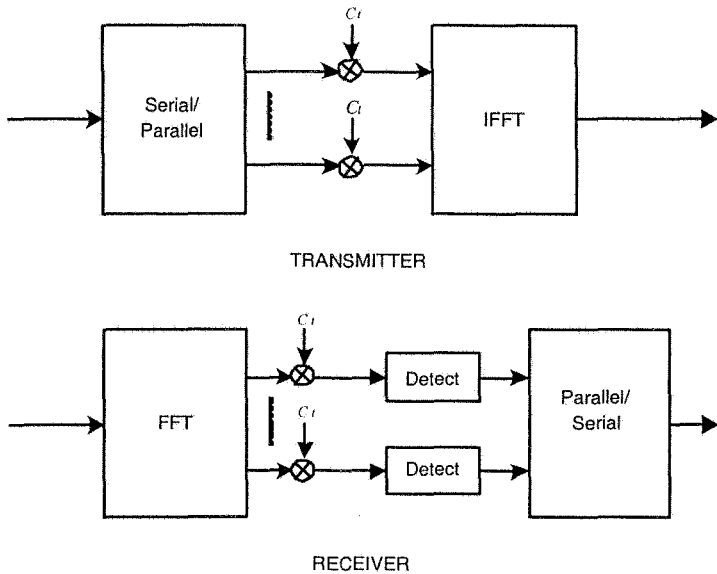 Ct
Serial/
Parallel
Ct
IFFT
TRANSMITTER
Ct
FFT
Ct
Detect
Detect
Parallel/
Serial
RECEIVER